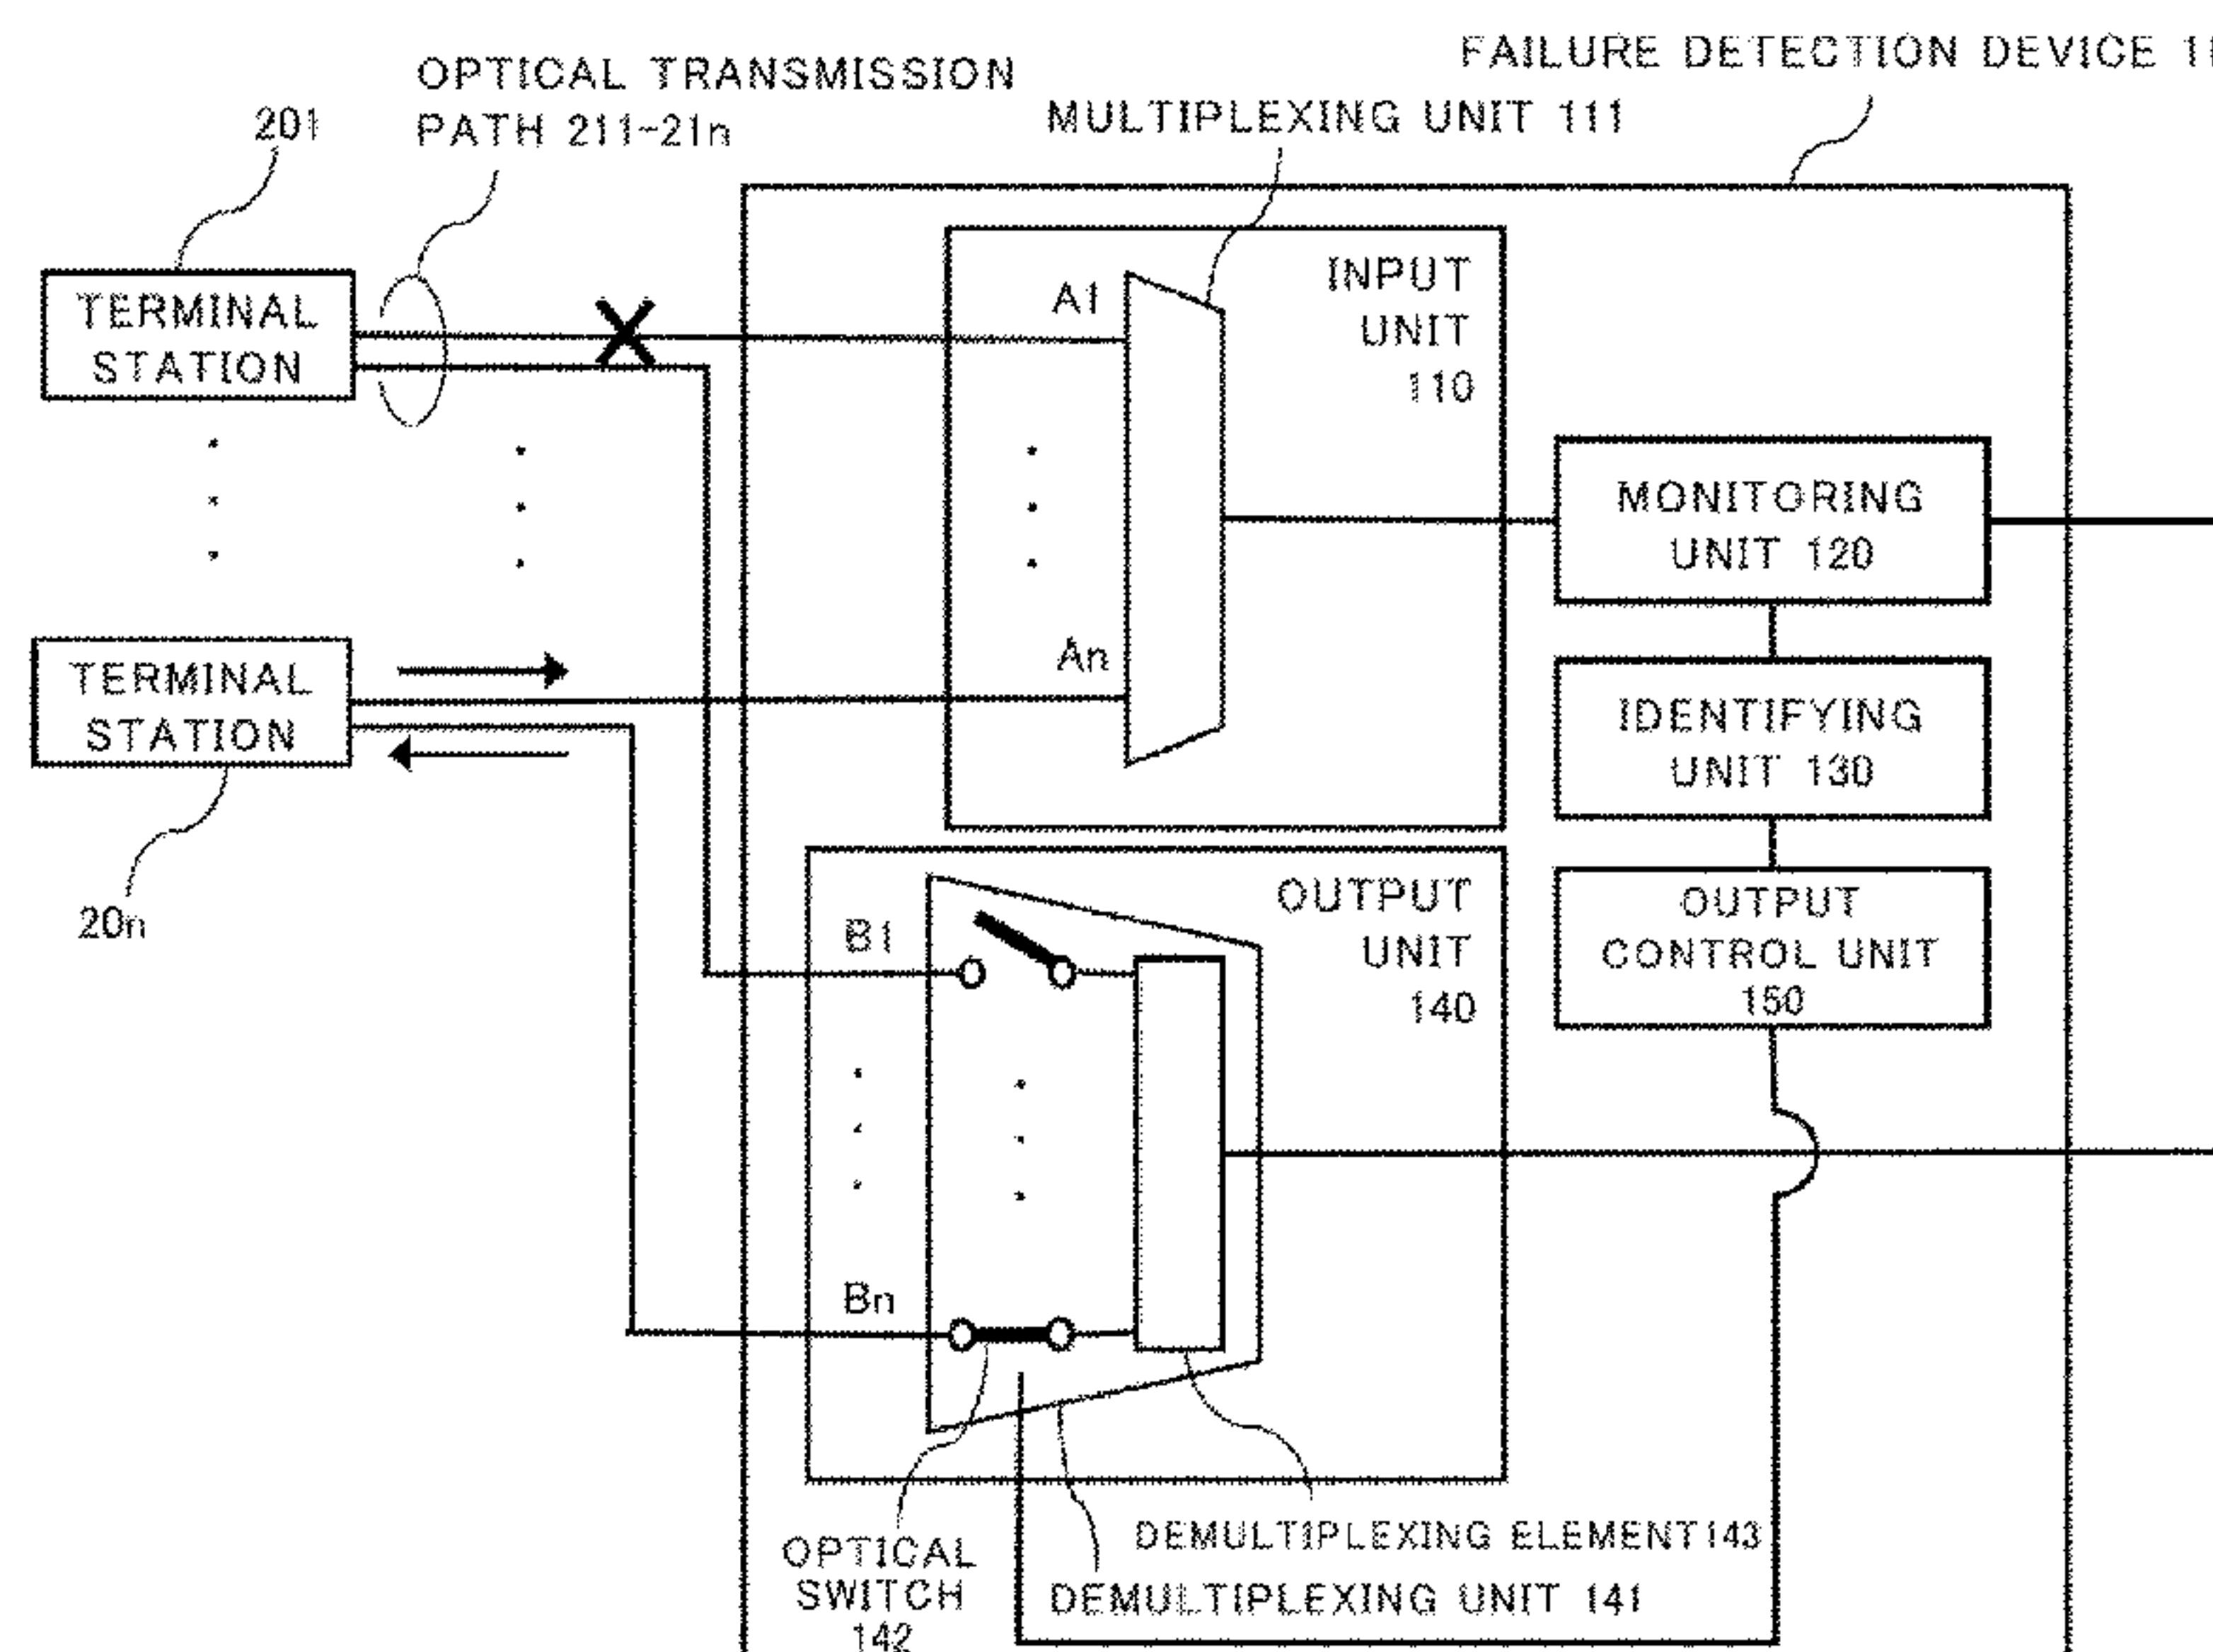 FAILURE DETECTION DEVICE
OPTICAL TRANSMISSION
PATH 211-21n
MULTIPLEXING UNIT 111
201
TERMINAL
STATION
A1
INPUT
UNIT
110
MONITORING
UNIT 120
An
TERMINAL
STATION
IDENTIFYING
UNIT 130
20n
OUTPUT
UNIT
140
B1
OUTPUT
CONTROL UNIT
150
Bn
OPTICAL
SWITCH
142
DEMULTIPLEXING ELEMENT143
DEMULTIPLEXING UNIT 141